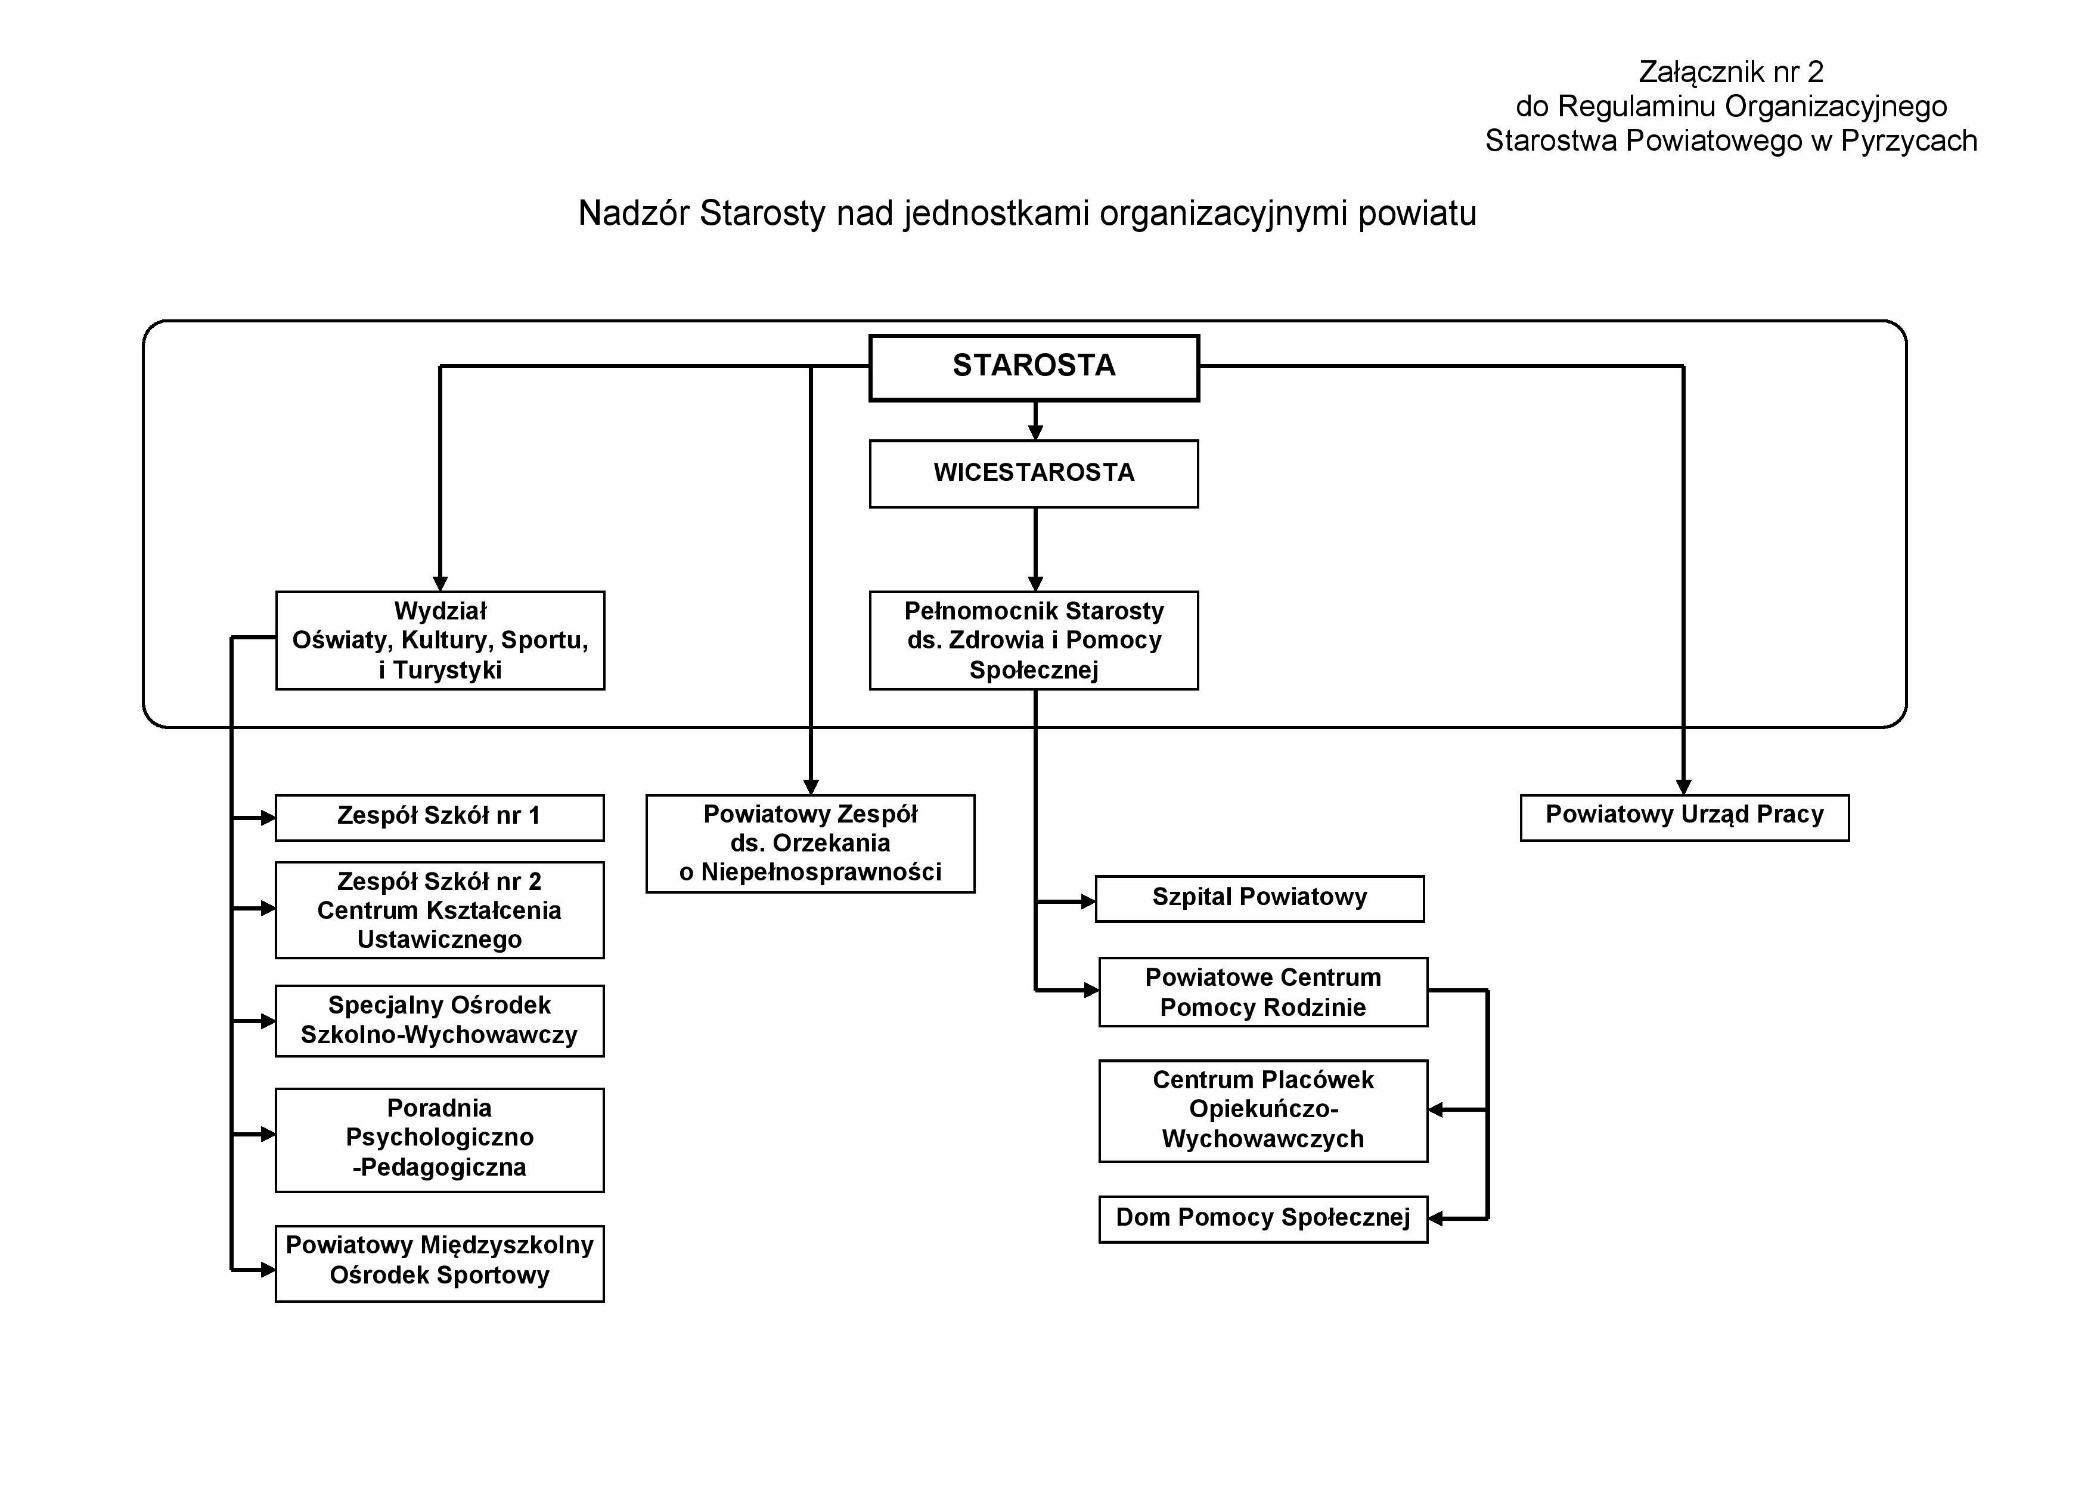 Załącznik nr 2
do Regulaminu Organizacyjnego
Starostwa Powiatowego w Pyrzycach
Nadzór Starosty nad jednostkami organizacyjnymi powiatu
STAROSTA
WICESTAROSTA
Wydział
Oświaty, Kultury, Sportu,
i Turystyki
Pełnomocnik Starosty
ds. Zdrowia i Pomocy
Społecznej
Zespół Szkół nr 1
Zespół Szkół nr 2
Centrum Kształcenia
Ustawicznego
Specjalny Ośrodek
Szkolno-Wychowawczy
Poradnia
Psychologiczno
-Pedagogiczna
Powiatowy Międzyszkolny
Ośrodek Sportowy
Powiatowy Zespół
ds. Orzekania
o Niepełnosprawności
Szpital Powiatowy
Powiatowe Centrum
Pomocy Rodzinie
Centrum Placówek
Opiekuńczo-
Wychowawczych
Dom Pomocy Społecznej
Powiatowy Urząd Pracy